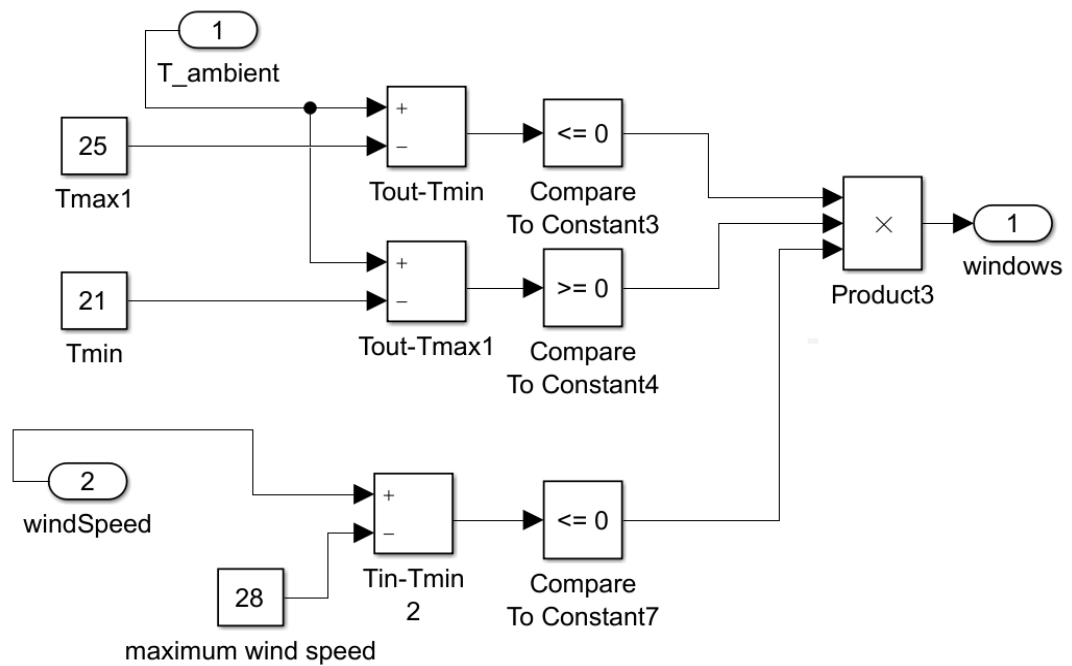 1
T_ambient
25
Tmax1
+
−
Tout-Tmin
<= 0
Compare
To Constant3
21
Tmin
+
−
Tout-Tmax1
>= 0
Compare
To Constant4
×
Product3
1
windows
2
windSpeed
28
maximum wind speed
+
−
Tin-Tmin
2
<= 0
Compare
To Constant7